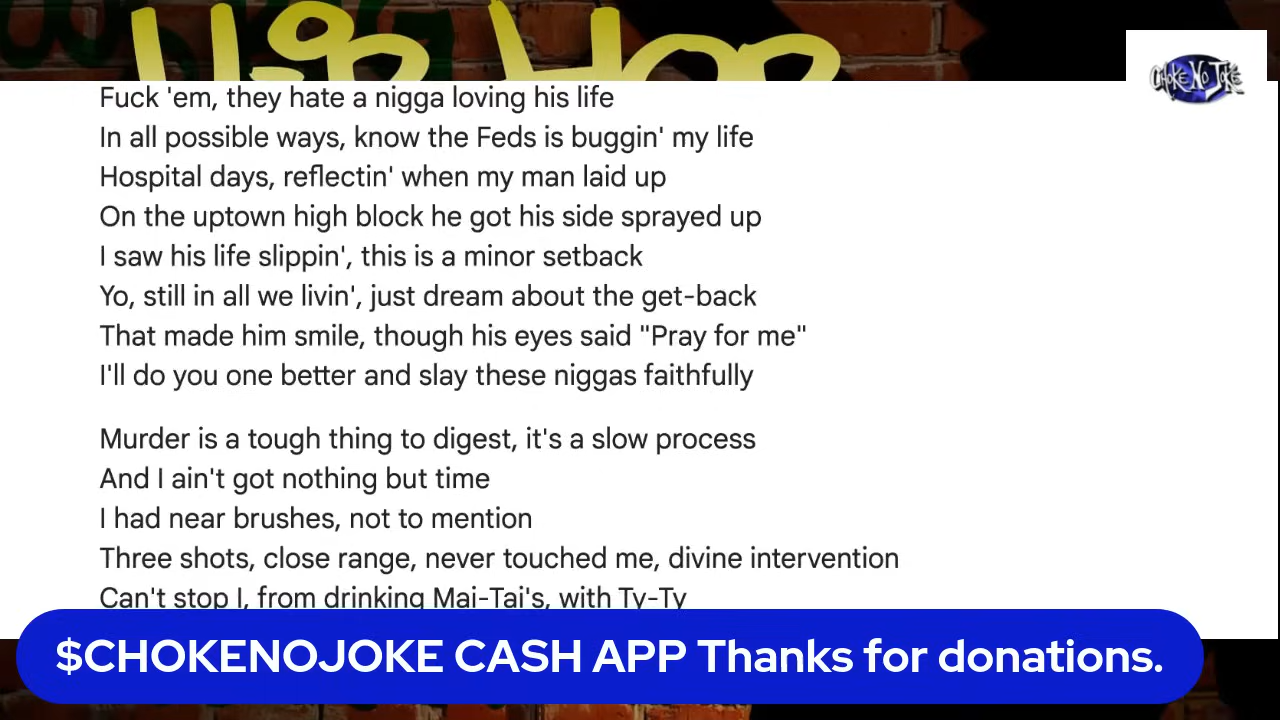 Hip Hop
CHOKE NO JOKE
Fuck 'em, they hate a nigga loving his life
In all possible ways, know the Feds is buggin' my life
Hospital days, reflectin' when my man laid up
On the uptown high block he got his side sprayed up
I saw his life slippin', this is a minor setback
Yo, still in all we livin', just dream about the get-back
That made him smile, though his eyes said "Pray for me"
I'll do you one better and slay these niggas faithfully
Murder is a tough thing to digest, it's a slow process
And I ain't got nothing but time
I had near brushes, not to mention
Three shots, close range, never touched me, divine intervention
Can't stop I, from drinking Mai-Tai's, with Ty-Ty
$CHOKENOJOKE CASH APP Thanks for donations.